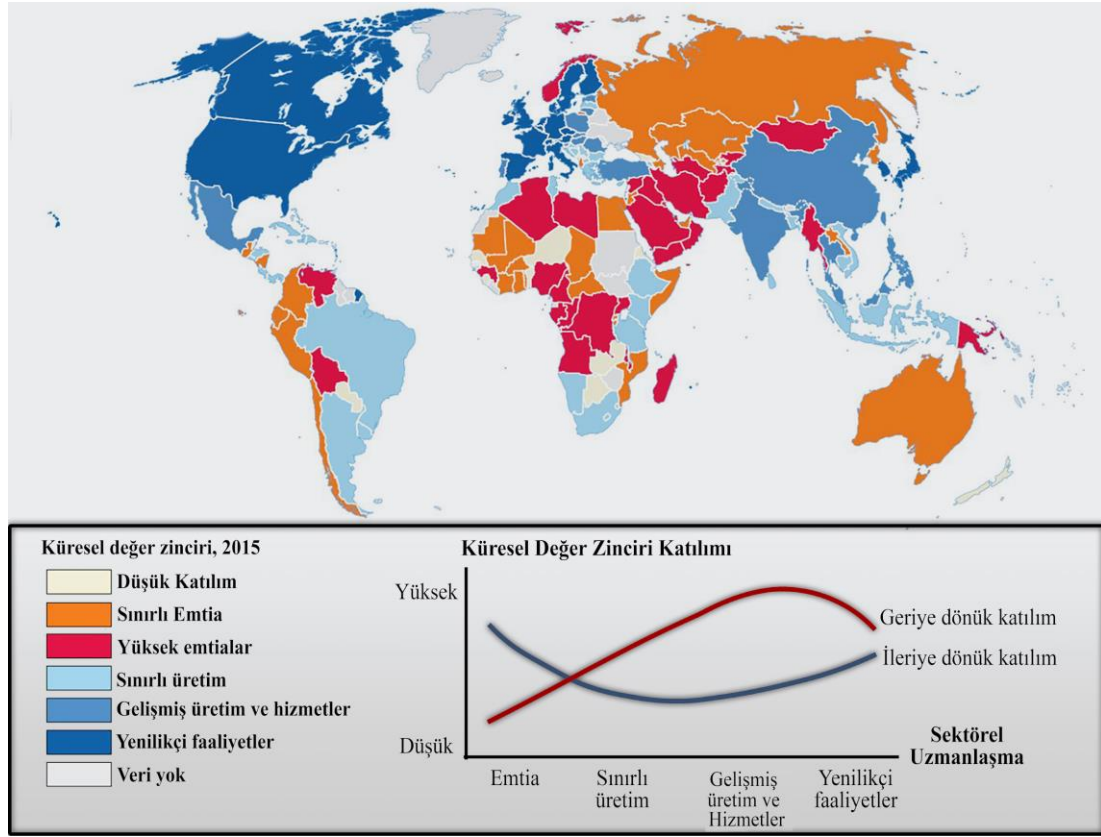 Küresel değer zinciri, 2015
Düşük Katılım
Sınırlı Emtia
Yüksek emtialar
Sınırlı üretim
Gelişmiş üretim ve hizmetler
Yenilikçi faaliyetler
Veri yok
Küresel Değer Zinciri Katılımı
Yüksek
Düşük
Geriye dönük katılım
İleriye dönük katılım
Sektörel
Uzmanlaşma
Emtia
Sınırlı
üretim
Gelişmiş
üretim ve
Hizmetler
Yenilikçi
faaliyetler